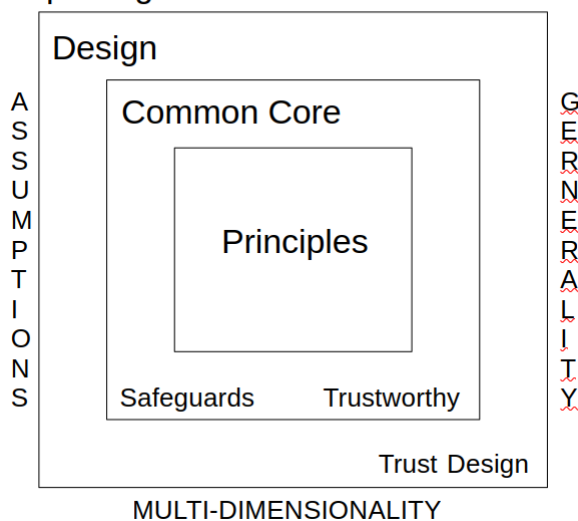 Design
Common Core
Principles
Safeguards Trustworthy
Trust Design
ASSUMPTIONS
GERNERALITY
MULTI-DIMENSIONALITY